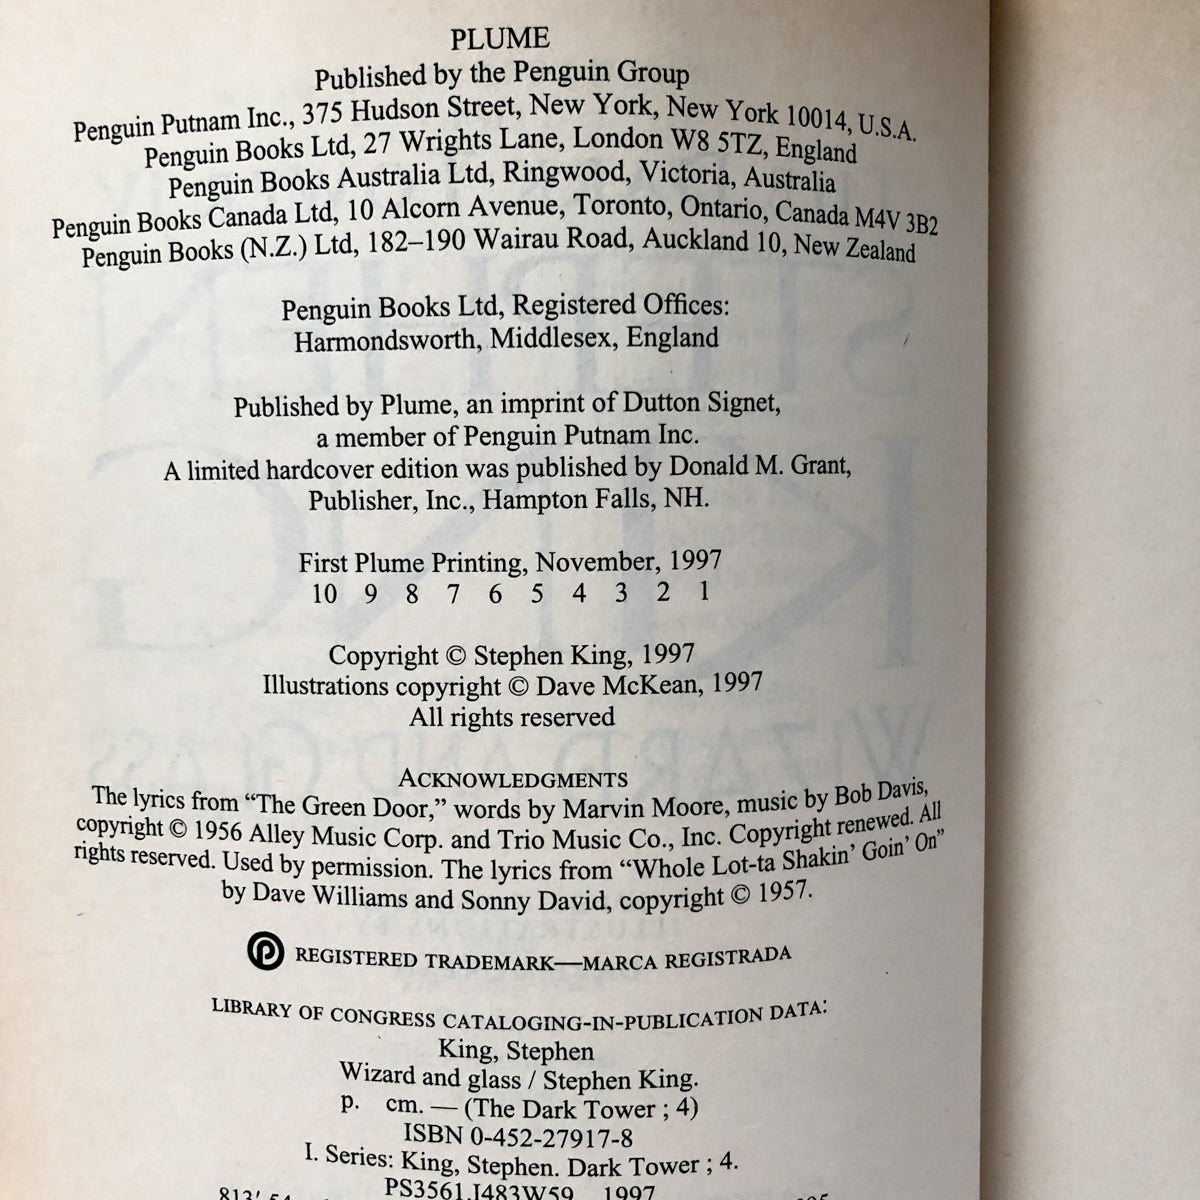 PLUME
Published by the Penguin Group
Penguin Putnam Inc., 375 Hudson Street, New York, New York 10014, U.S.A.
Penguin Books Ltd, 27 Wrights Lane, London W8 5TZ, England
Penguin Books Australia Ltd, Ringwood, Victoria, Australia
Penguin Books Canada Ltd, 10 Alcorn Avenue, Toronto, Ontario, Canada M4V 3B2
Penguin Books (N.Z.) Ltd, 182–190 Wairau Road, Auckland 10, New Zealand
Penguin Books Ltd, Registered Offices:
Harmondsworth, Middlesex, England
Published by Plume, an imprint of Dutton Signet,
a member of Penguin Putnam Inc.
A limited hardcover edition was published by Donald M. Grant,
Publisher, Inc., Hampton Falls, NH.
First Plume Printing, November, 1997
10 9 8 7 6 5 4 3 2 1
Copyright © Stephen King, 1997
Illustrations copyright © Dave McKean, 1997
All rights reserved
ACKNOWLEDGMENTS
The lyrics from “The Green Door,” words by Marvin Moore, music by Bob Davis,
copyright © 1956 Alley Music Corp. and Trio Music Co., Inc. Copyright renewed. All
rights reserved. Used by permission. The lyrics from “Whole Lot-ta Shakin’ Goin’ On”
by Dave Williams and Sonny David, copyright © 1957.
REGISTERED TRADEMARK—MARCA REGISTRADA
LIBRARY OF CONGRESS CATALOGING-IN-PUBLICATION DATA:
King, Stephen
Wizard and glass / Stephen King.
p. cm. — (The Dark Tower ; 4)
ISBN 0-452-27917-8
I. Series: King, Stephen. Dark Tower ; 4.
PS3561.I483W59 1997
813′.54